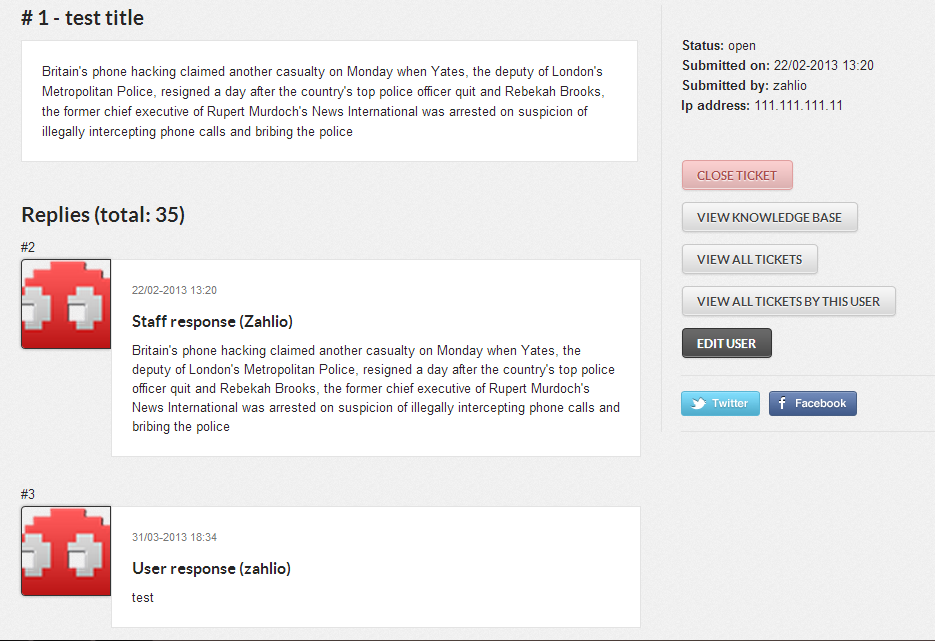 # 1 - test title
Britain's phone hacking claimed another casualty on Monday when Yates, the deputy of London's
Metropolitan Police, resigned a day after the country's top police officer quit and Rebekah Brooks,
the former chief executive of Rupert Murdoch's News International was arrested on suspicion of
illegally intercepting phone calls and bribing the police
Replies (total: 35)
#2
22/02-2013 13:20
Staff response (Zahlio)
Britain's phone hacking claimed another casualty on Monday when Yates, the
deputy of London's Metropolitan Police, resigned a day after the country's top police
officer quit and Rebekah Brooks, the former chief executive of Rupert Murdoch's
News International was arrested on suspicion of illegally intercepting phone calls and
bribing the police
#3
31/03-2013 18:34
User response (zahlio)
test
Status: open
Submitted on: 22/02-2013 13:20
Submitted by: zahlio
Ip address: 111.111.111.11
CLOSE TICKET
VIEW KNOWLEDGE BASE
VIEW ALL TICKETS
VIEW ALL TICKETS BY THIS USER
EDIT USER
Twitter
Facebook